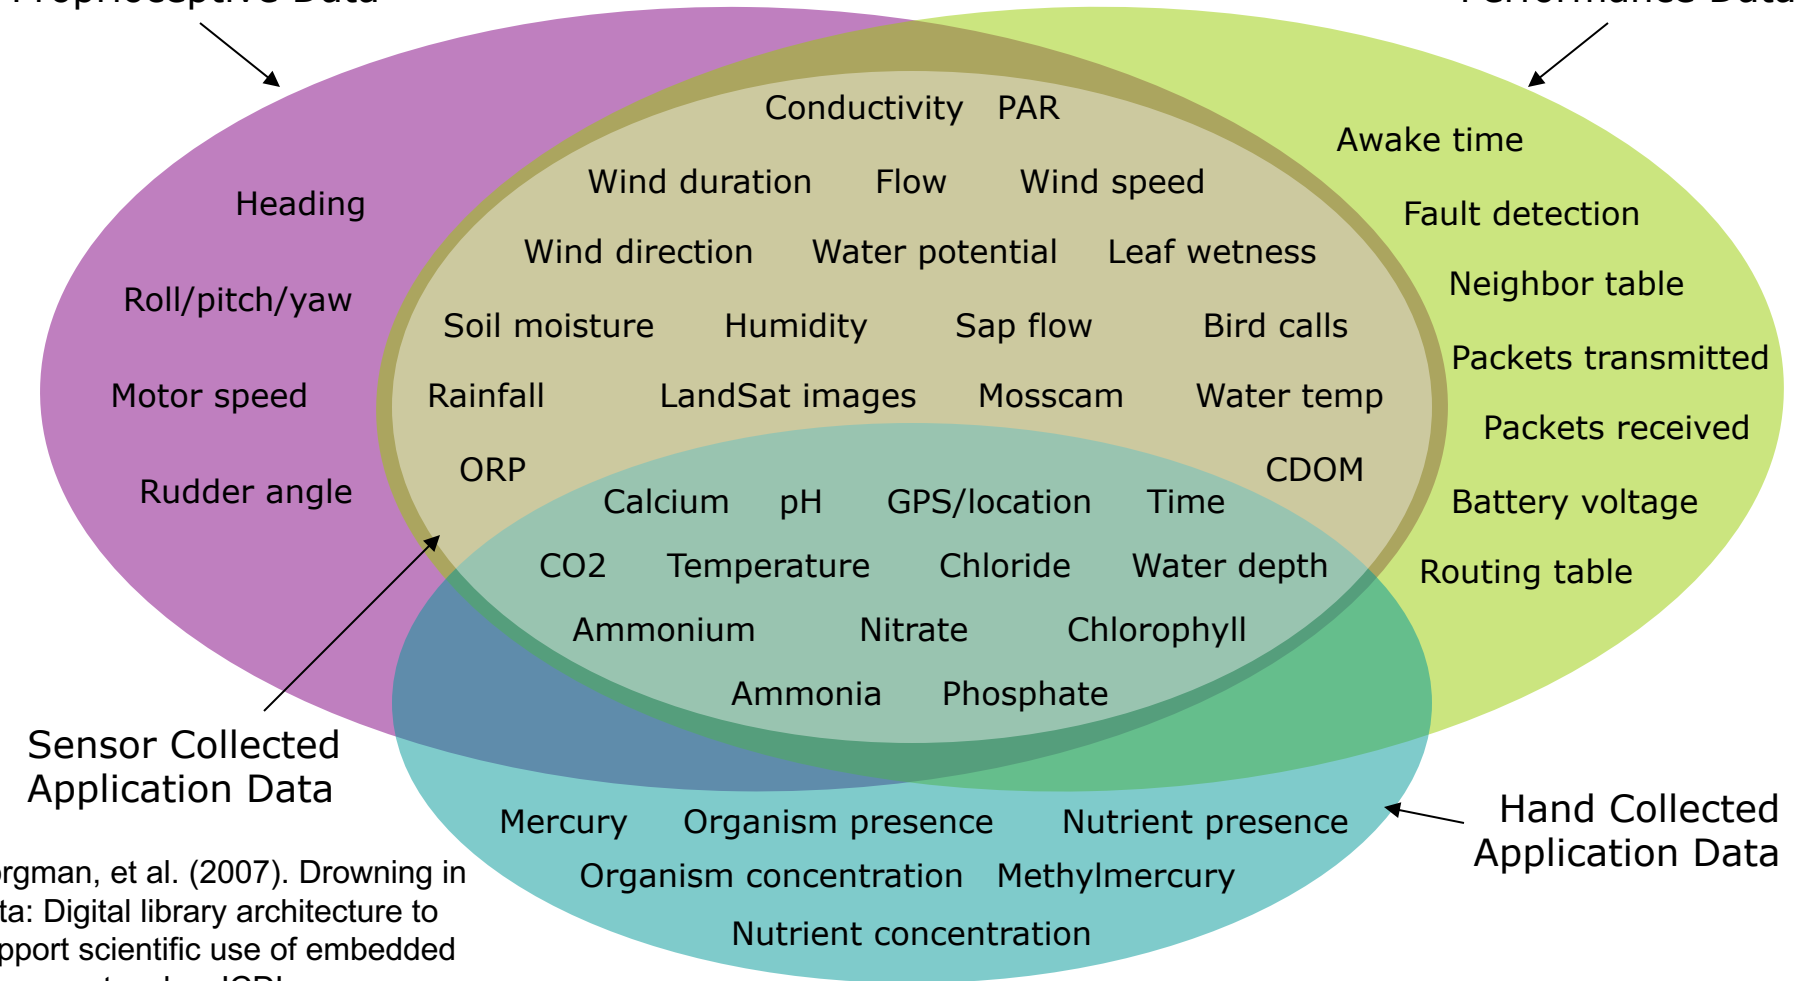 Proprioceptive Data
Performance Data
Conductivity PAR
Awake time
Wind duration Flow Wind speed
Heading
Fault detection
Wind direction Water potential Leaf wetness
Neighbor table
Roll/pitch/yaw
Soil moisture Humidity Sap flow Bird calls
Packets transmitted
Motor speed
Rainfall LandSat images Mosscam Water temp
Packets received
ORP CDOM
Rudder angle
Calcium pH GPS/location Time
Battery voltage
CO2 Temperature Chloride Water depth
Routing table
Ammonium Nitrate Chlorophyll
Ammonia Phosphate
Sensor Collected
Application Data
Hand Collected
Application Data
Mercury Organism presence Nutrient presence
Organism concentration Methylmercury
Nutrient concentration
rgman, et al. (2007). Drowning in
ta: Digital library architecture to
pport scientific use of embedded